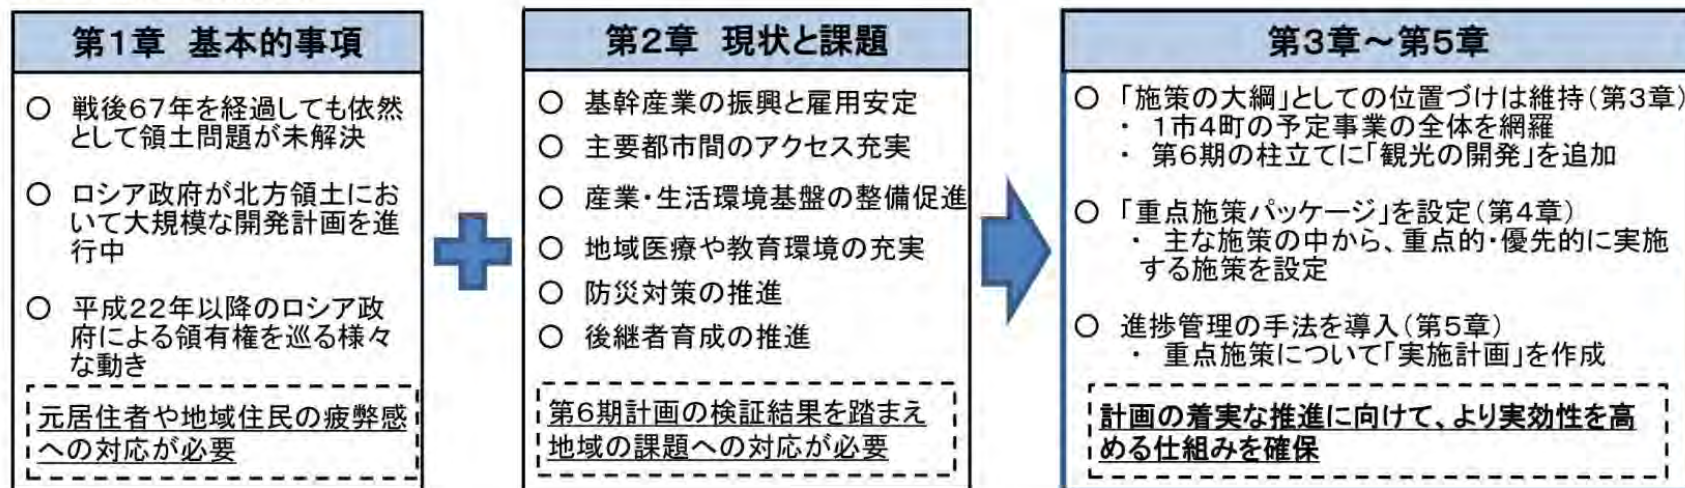 第1章 基本的事項
○ 戦後67年を経過しても依然
として領土問題が未解決
○ ロシア政府が北方領土にお
いて大規模な開発計画を進
行中
○ 平成22年以降のロシア政
府による領有権を巡る様々
な動き
元居住者や地域住民の疲弊感
への対応が必要
第2章 現状と課題
○ 基幹産業の振興と雇用安定
○ 主要都市間のアクセス充実
○ 産業・生活環境基盤の整備促進
○ 地域医療や教育環境の充実
○ 防災対策の推進
○ 後継者育成の推進
第6期計画の検証結果を踏まえ
地域の課題への対応が必要
第3章～第5章
○ 「施策の大綱」としての位置づけは維持(第3章)
・ 1市4町の予定事業の全体を網羅
・ 第6期の柱立てに「観光の開発」を追加
○ 「重点施策パッケージ」を設定(第4章)
・ 主な施策の中から、重点的・優先的に実施
する施策を設定
○ 進捗管理の手法を導入(第5章)
・ 重点施策について「実施計画」を作成
計画の着実な推進に向けて、より実効性を高
める仕組みを確保